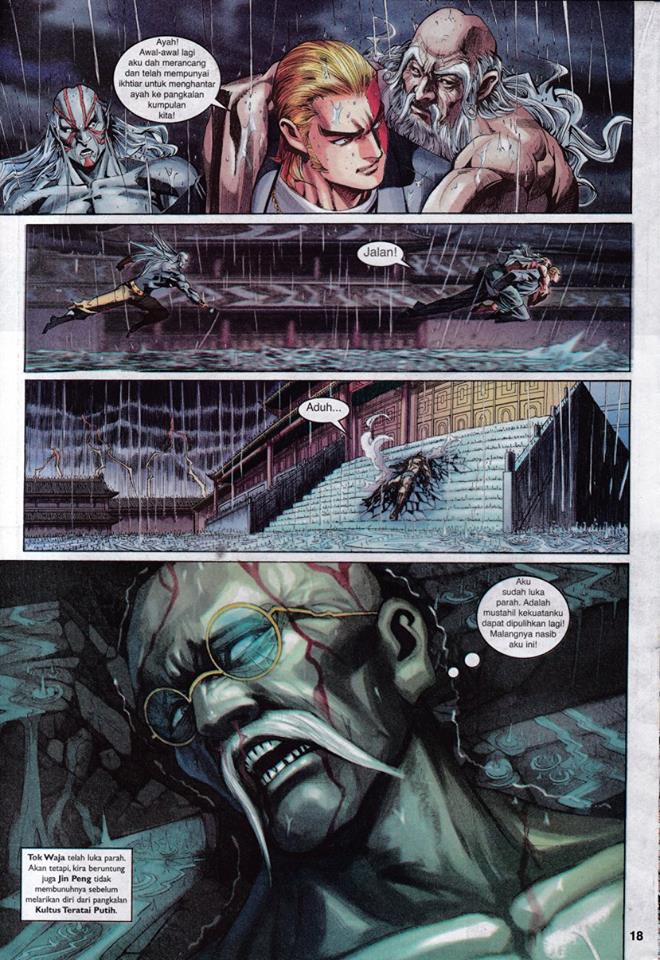 Ayah!
Awal-awal lagi
aku dah merancang
dan telah mempunyai
ikhtiar untuk menghantar
ayah ke pangkalan
kumpulan
kita!
Jalan!
Aduh...
Aku
sudah luka
parah. Adalah
mustahil kekuatanku
dapat dipulihkan lagi!
Malangnya nasib
aku ini!
Tok Waja telah luka parah.
Akan tetapi, kira beruntung
juga Jin Peng tidak
membunuhnya sebelum
melarikan diri dari pangkalan
Kultus Teratai Putih.
18